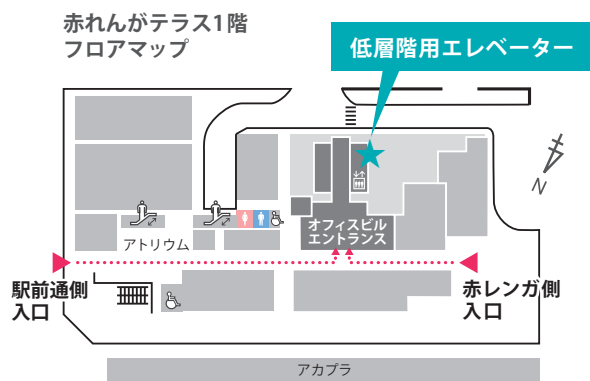 赤れんがテラス1階
フロアマップ
低層階用エレベーター
N
オフィスビル
エントランス
アトリウム
駅前通側
入口
赤レンガ側
入口
アカプラ